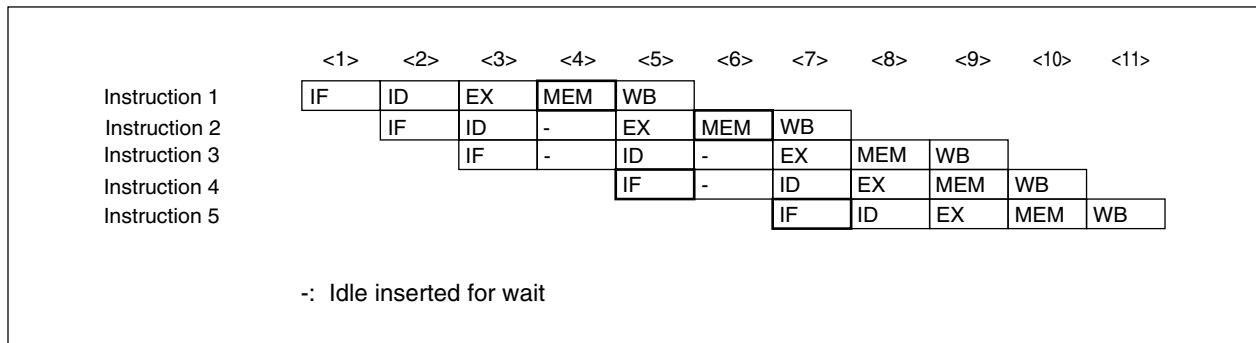 <1> <2> <3> <4> <5> <6> <7> <8> <9> <10> <11>
Instruction 1 IF ID EX MEM WB
Instruction 2 IF ID - EX MEM WB
Instruction 3 IF - ID - EX MEM WB
Instruction 4 IF - ID EX MEM WB
Instruction 5 IF ID EX MEM WB
-: Idle inserted for wait